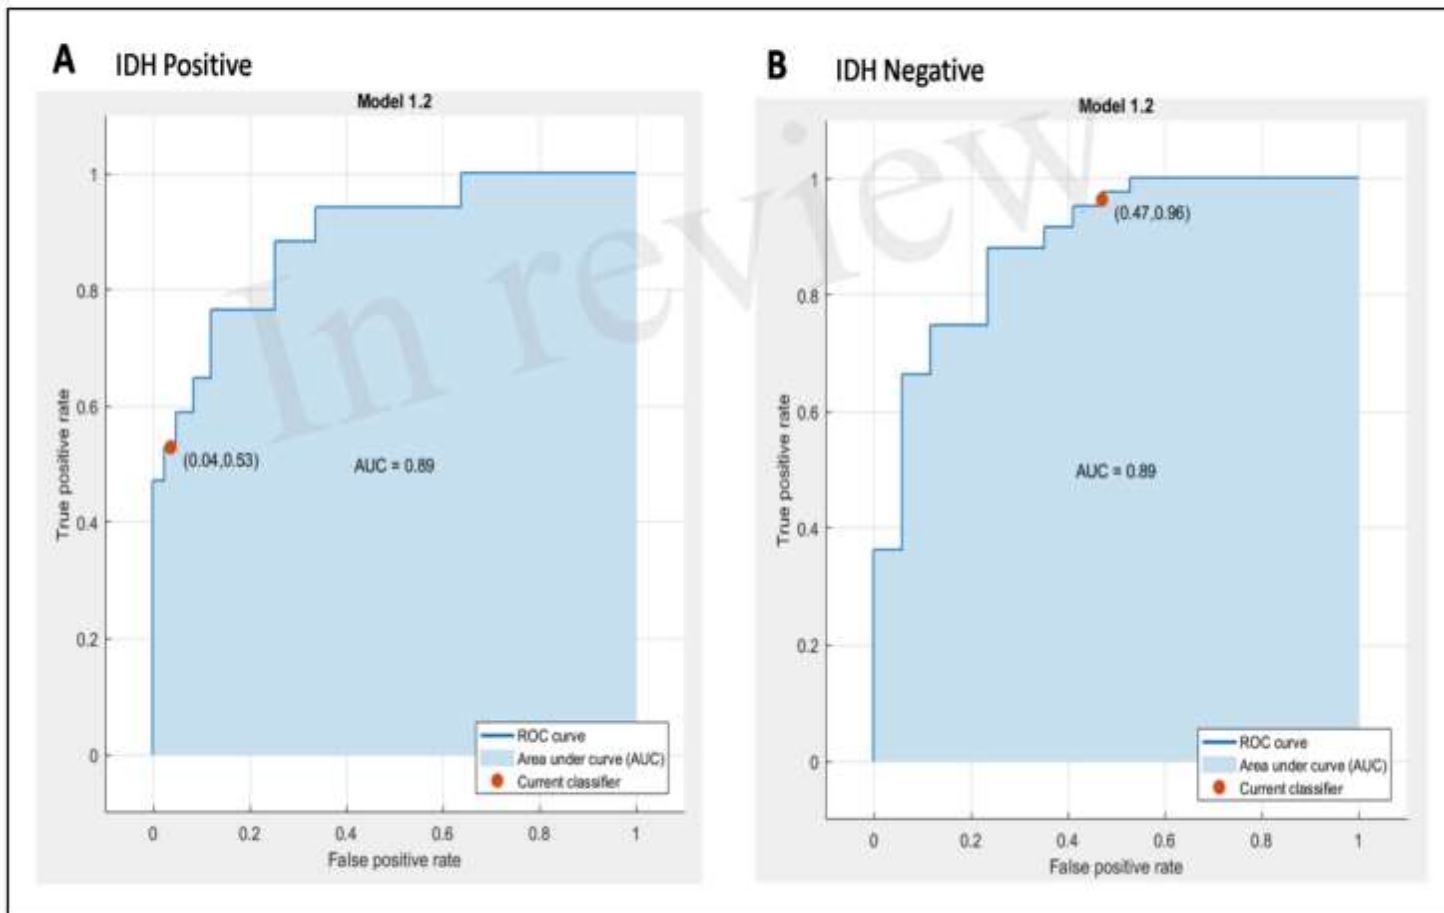 A IDH Positive
Model 1.2
1
0.8
0.6
0.4
0.2
0
True positive rate
(0.04,0.53)
AUC = 0.89
ROC curve
Area under curve (AUC)
Current classifier
0 0.2 0.4 0.6 0.8 1
False positive rate
B IDH Negative
Model 1.2
1
0.8
0.6
0.4
0.2
0
True positive rate
(0.47,0.96)
AUC = 0.89
ROC curve
Area under curve (AUC)
Current classifier
0 0.2 0.4 0.6 0.8 1
False positive rate
In review